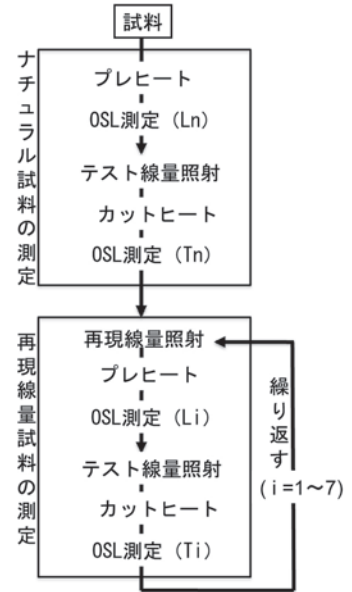 試料
ナチュラル試料の測定
プレヒート
OSL測定（Ln）
テスト線量照射
カットヒート
OSL測定（Tn）
再現線量試料の測定
再現線量照射
プレヒート
OSL測定（Li）
テスト線量照射
カットヒート
OSL測定（Ti）
繰り返す
(i=1～7)